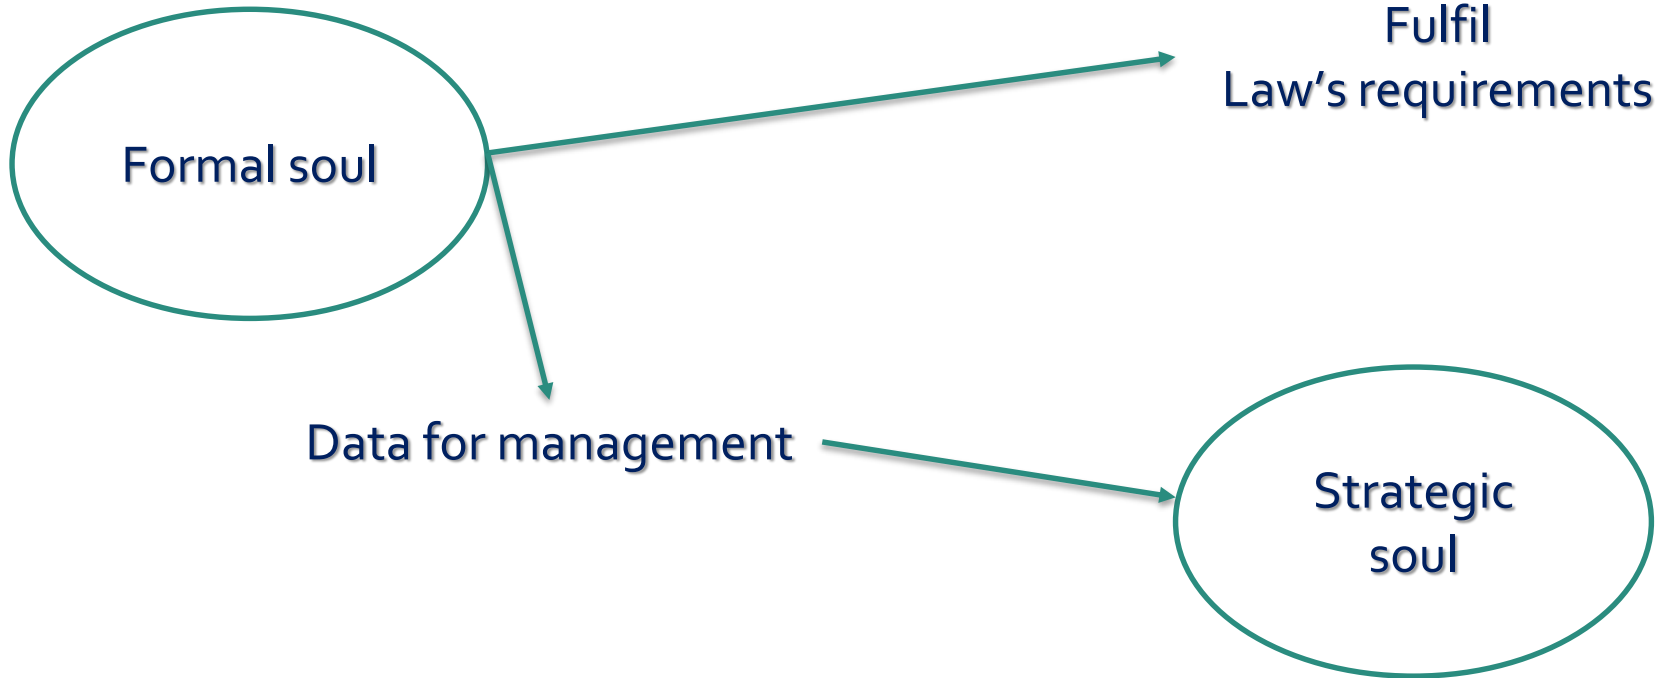 Fulfil
Law’s requirements
Formal soul
Data for management
Strategic
soul